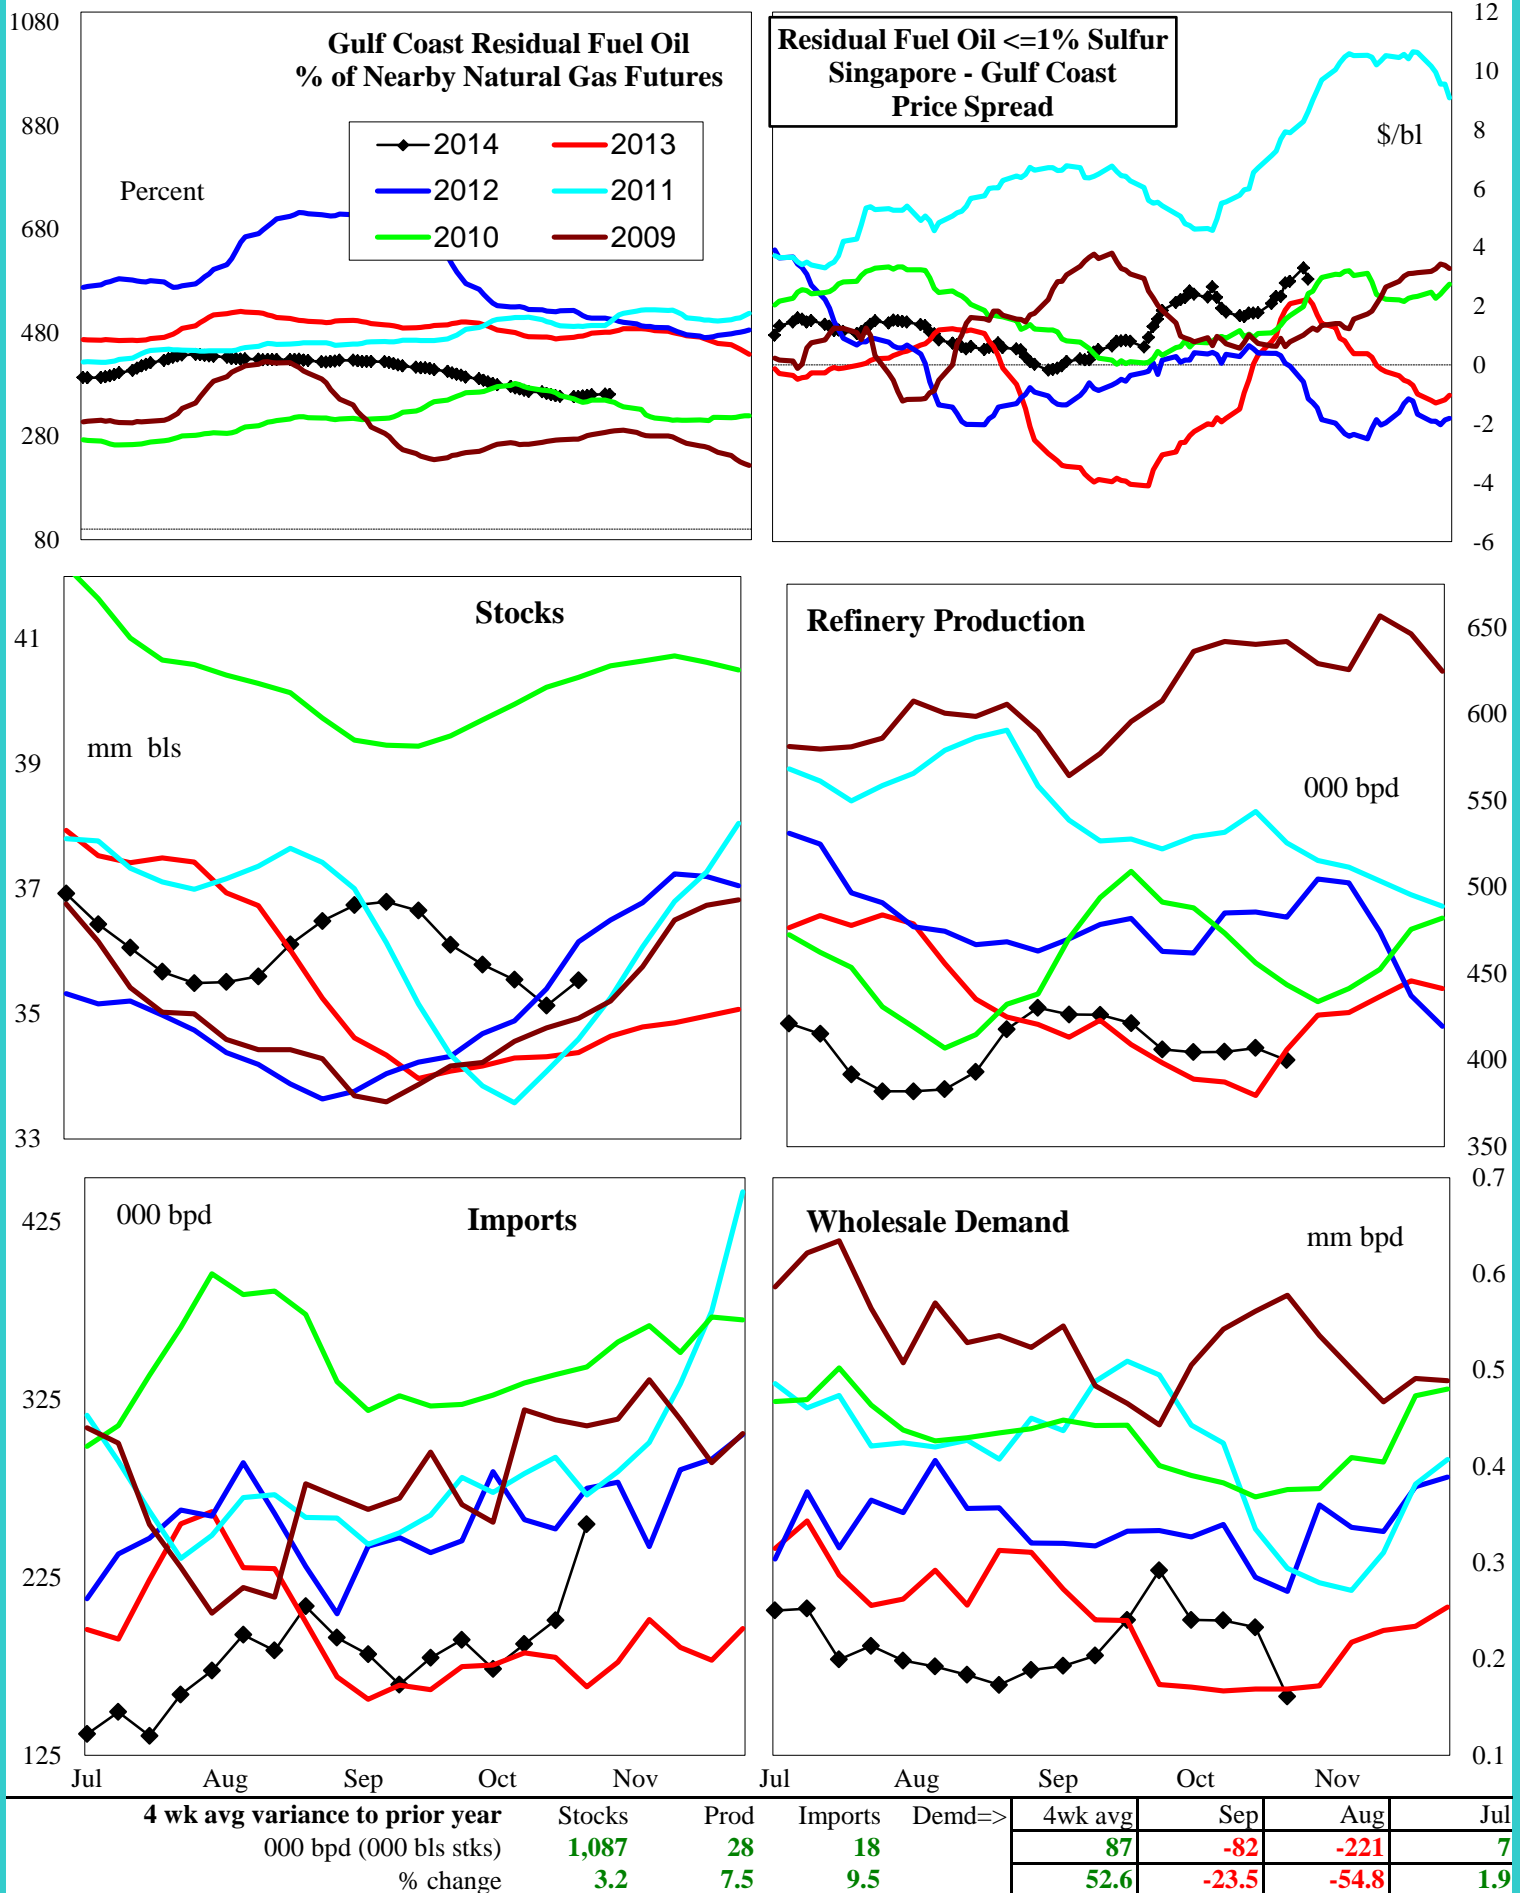 Gulf Coast Residual Fuel Oil
% of Nearby Natural Gas Futures
Percent
2014 2013
2012 2011
2010 2009
1080
880
680
480
280
80
Residual Fuel Oil <=1% Sulfur
Singapore - Gulf Coast
Price Spread
$/bl
12
10
8
6
4
2
0
-2
-4
-6
Stocks
mm bls
41
39
37
35
33
Refinery Production
000 bpd
650
600
550
500
450
400
350
Imports
000 bpd
425
325
225
125
Jul Aug Sep Oct Nov
Wholesale Demand
mm bpd
0.7
0.6
0.5
0.4
0.3
0.2
0.1
Jul Aug Sep Oct Nov
4 wk avg variance to prior year Stocks Prod Imports Demd=> 4wk avg Sep Aug Jul
000 bpd (000 bls stks) 1,087 28 18 87 -82 -221 7
% change 3.2 7.5 9.5 52.6 -23.5 -54.8 1.9